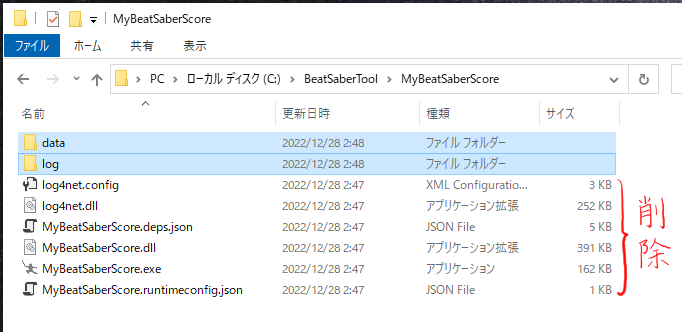 MyBeatSaberScore
ファイル ホーム 共有 表示
PC > ローカル ディスク (C:) > BeatSaberTool > MyBeatSaberScore
名前 更新日時 種類 サイズ
data 2022/12/28 2:48 ファイル フォルダー
log 2022/12/28 2:48 ファイル フォルダー
log4net.config 2022/12/28 2:47 XML Configuratio... 3 KB
log4net.dll 2022/12/28 2:47 アプリケーション拡張 252 KB
MyBeatSaberScore.deps.json 2022/12/28 2:47 JSON File 5 KB
MyBeatSaberScore.dll 2022/12/28 2:47 アプリケーション拡張 391 KB
MyBeatSaberScore.exe 2022/12/28 2:47 アプリケーション 162 KB
MyBeatSaberScore.runtimeconfig.json 2022/12/28 2:47 JSON File 1 KB
削除